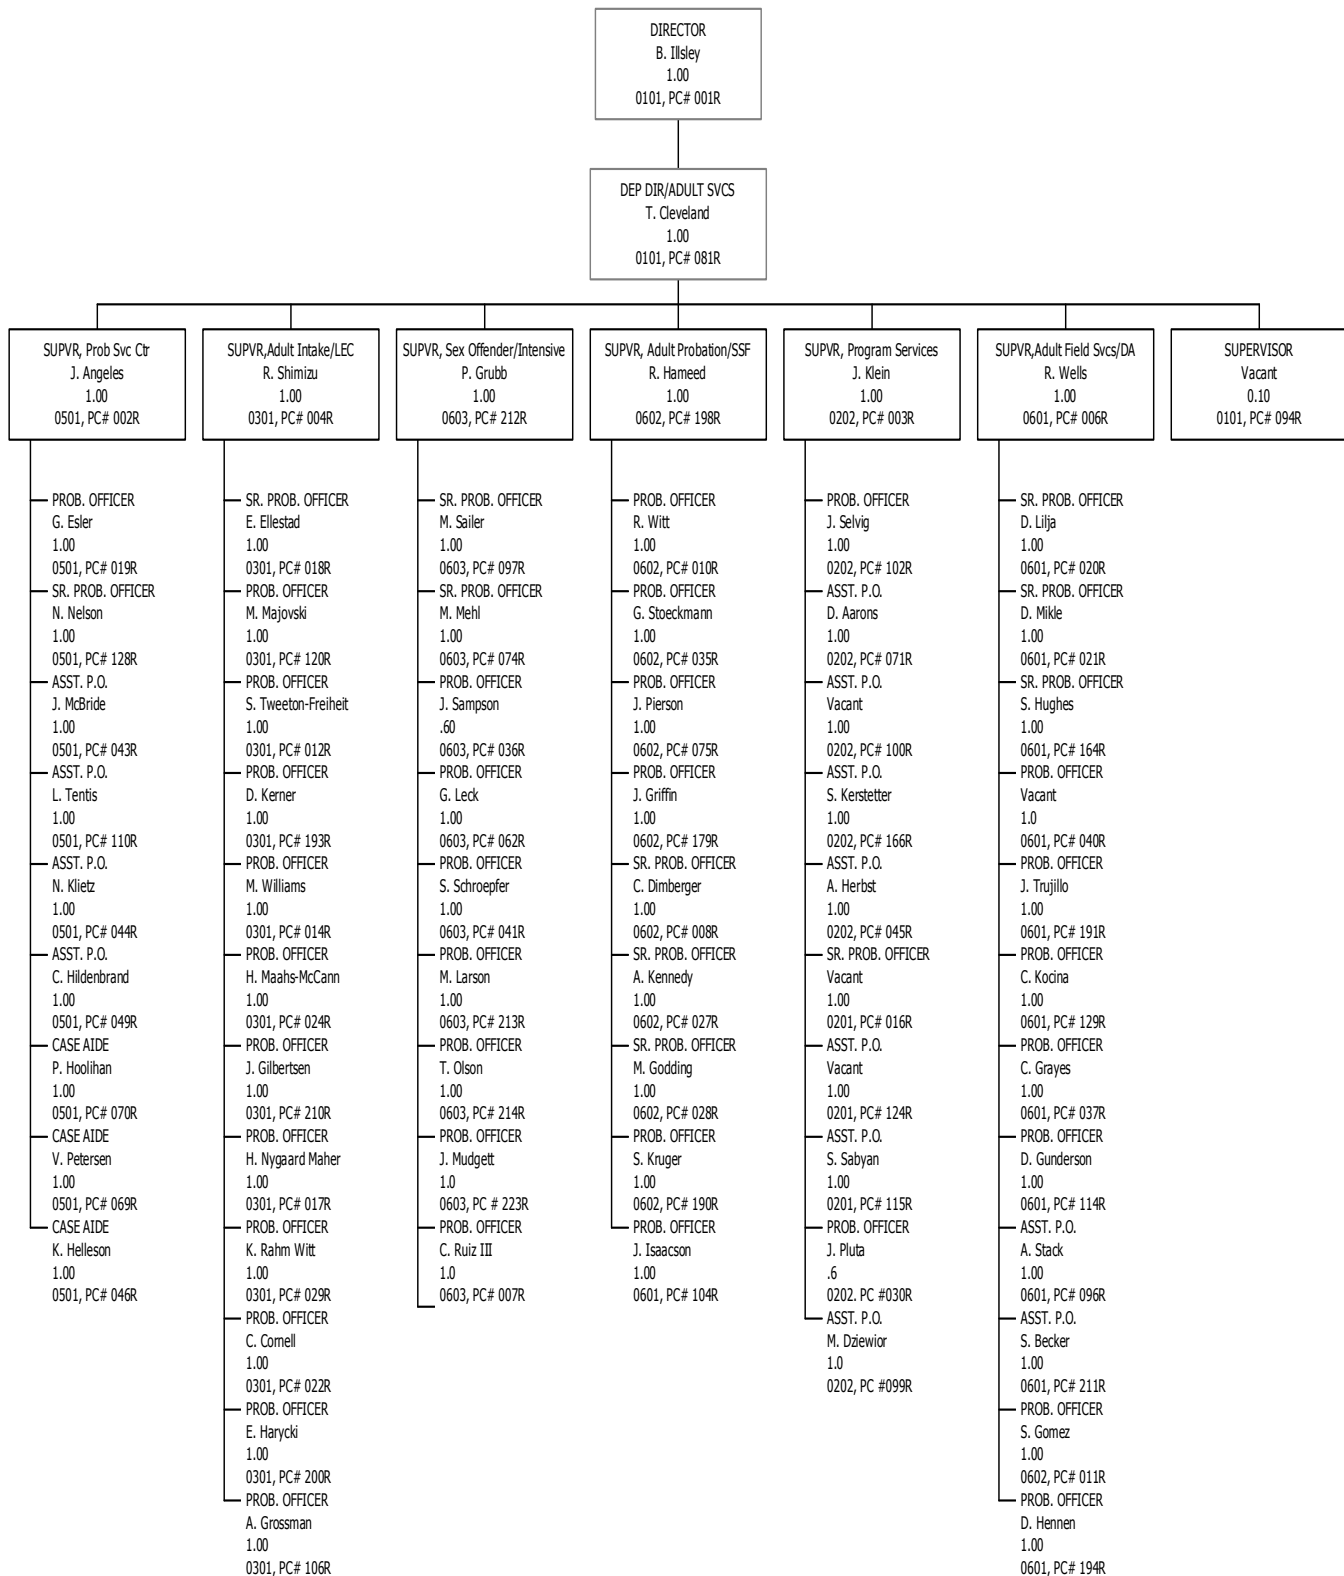 DIRECTOR
B. Illsley
1.00
0101, PC# 001R
DEP DIR/ADULT SVCS
T. Cleveland
1.00
0101, PC# 081R
SUPVR, Prob Svc Ctr
J. Angeles
1.00
0501, PC# 002R
PROB. OFFICER
G. Esler
1.00
0501, PC# 019R
SR. PROB. OFFICER
N. Nelson
1.00
0501, PC# 128R
ASST. P.O.
J. McBride
1.00
0501, PC# 043R
ASST. P.O.
L. Tentis
1.00
0501, PC# 110R
ASST. P.O.
N. Klietz
1.00
0501, PC# 044R
ASST. P.O.
C. Hildenbrand
1.00
0501, PC# 049R
CASE AIDE
P. Hoolihan
1.00
0501, PC# 070R
CASE AIDE
V. Petersen
1.00
0501, PC# 069R
CASE AIDE
K. Helleson
1.00
0501, PC# 046R
SUPVR,Adult Intake/LEC
R. Shimizu
1.00
0301, PC# 004R
SR. PROB. OFFICER
E. Ellestad
1.00
0301, PC# 018R
PROB. OFFICER
M. Majovski
1.00
0301, PC# 120R
PROB. OFFICER
S. Tweeton-Freiheit
1.00
0301, PC# 012R
PROB. OFFICER
D. Kerner
1.00
0301, PC# 193R
PROB. OFFICER
M. Williams
1.00
0301, PC# 014R
PROB. OFFICER
H. Maahs-McCann
1.00
0301, PC# 024R
PROB. OFFICER
J. Gilbertsen
1.00
0301, PC# 210R
PROB. OFFICER
H. Nygaard Maher
1.00
0301, PC# 017R
PROB. OFFICER
K. Rahm Witt
1.00
0301, PC# 029R
PROB. OFFICER
C. Cornell
1.00
0301, PC# 022R
PROB. OFFICER
E. Harycki
1.00
0301, PC# 200R
PROB. OFFICER
A. Grossman
1.00
0301, PC# 106R
SUPVR, Sex Offender/Intensive
P. Grubb
1.00
0603, PC# 212R
SR. PROB. OFFICER
M. Sailer
1.00
0603, PC# 097R
SR. PROB. OFFICER
M. Mehl
1.00
0603, PC# 074R
PROB. OFFICER
J. Sampson
.60
0603, PC# 036R
PROB. OFFICER
G. Leck
1.00
0603, PC# 062R
PROB. OFFICER
S. Schroepfer
1.00
0603, PC# 041R
PROB. OFFICER
M. Larson
1.00
0603, PC# 213R
PROB. OFFICER
T. Olson
1.00
0603, PC# 214R
PROB. OFFICER
J. Mudgett
1.0
0603, PC # 223R
PROB. OFFICER
C. Ruiz III
1.0
0603, PC# 007R
SUPVR, Adult Probation/SSF
R. Hameed
1.00
0602, PC# 198R
PROB. OFFICER
R. Witt
1.00
0602, PC# 010R
PROB. OFFICER
G. Stoeckmann
1.00
0602, PC# 035R
PROB. OFFICER
J. Pierson
1.00
0602, PC# 075R
PROB. OFFICER
J. Griffin
1.00
0602, PC# 179R
SR. PROB. OFFICER
C. Dimberger
1.00
0602, PC# 008R
SR. PROB. OFFICER
A. Kennedy
1.00
0602, PC# 027R
SR. PROB. OFFICER
M. Godding
1.00
0602, PC# 028R
PROB. OFFICER
S. Kruger
1.00
0602, PC# 190R
PROB. OFFICER
J. Isaacson
1.00
0601, PC# 104R
SUPVR, Program Services
J. Klein
1.00
0202, PC# 003R
PROB. OFFICER
J. Selvig
1.00
0202, PC# 102R
ASST. P.O.
D. Aarons
1.00
0202, PC# 071R
ASST. P.O.
Vacant
1.00
0202, PC# 100R
ASST. P.O.
S. Kerstetter
1.00
0202, PC# 166R
ASST. P.O.
A. Herbst
1.00
0202, PC# 045R
SR. PROB. OFFICER
Vacant
1.00
0201, PC# 016R
ASST. P.O.
Vacant
1.00
0201, PC# 124R
ASST. P.O.
S. Sabyan
1.00
0201, PC# 115R
PROB. OFFICER
J. Pluta
.6
0202. PC #030R
ASST. P.O.
M. Dziewior
1.0
0202, PC #099R
SUPVR,Adult Field Svcs/DA
R. Wells
1.00
0601, PC# 006R
SR. PROB. OFFICER
D. Lilja
1.00
0601, PC# 020R
SR. PROB. OFFICER
D. Mikle
1.00
0601, PC# 021R
SR. PROB. OFFICER
S. Hughes
1.00
0601, PC# 164R
PROB. OFFICER
Vacant
1.0
0601, PC# 040R
PROB. OFFICER
J. Trujillo
1.00
0601, PC# 191R
PROB. OFFICER
C. Kocina
1.00
0601, PC# 129R
PROB. OFFICER
C. Grayes
1.00
0601, PC# 037R
PROB. OFFICER
D. Gunderson
1.00
0601, PC# 114R
ASST. P.O.
A. Stack
1.00
0601, PC# 096R
ASST. P.O.
S. Becker
1.00
0601, PC# 211R
PROB. OFFICER
S. Gomez
1.00
0602, PC# 011R
PROB. OFFICER
D. Hennen
1.00
0601, PC# 194R
SUPERVISOR
Vacant
0.10
0101, PC# 094R